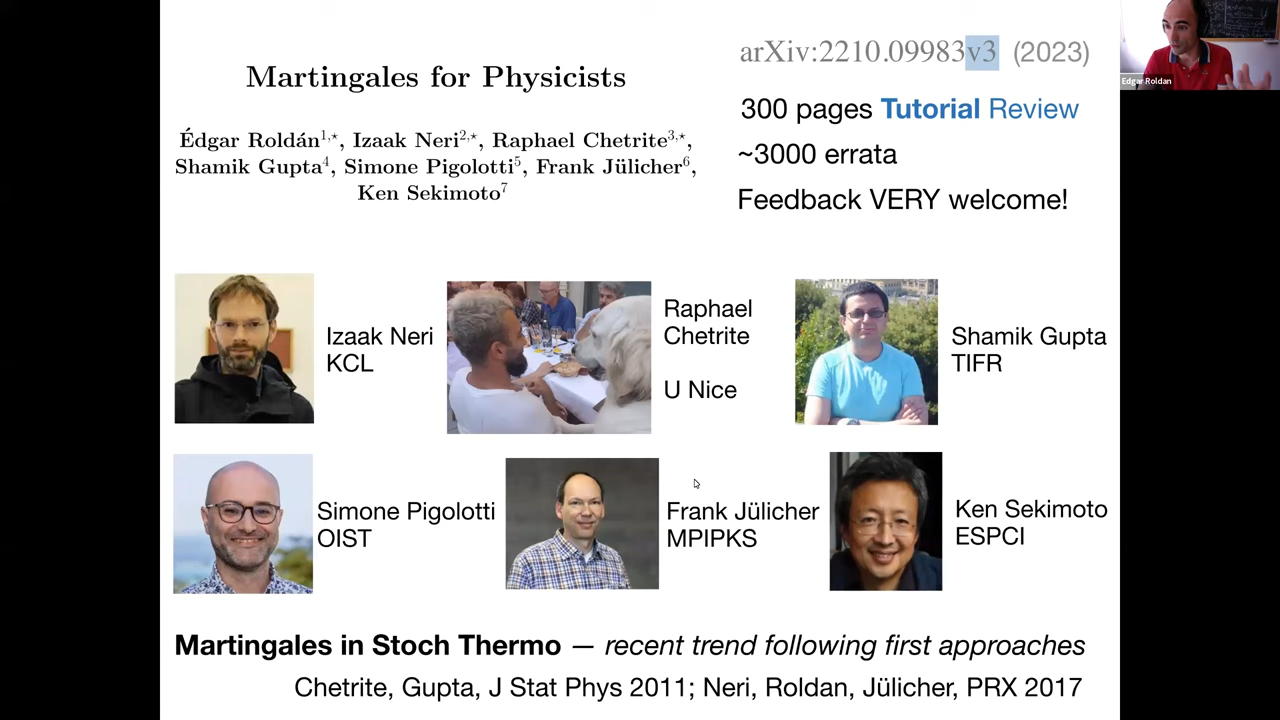 Martingales for Physicists
Édgar Roldán1,⋆, Izaak Neri2,⋆, Raphael Chetrite3,⋆,
Shamik Gupta4, Simone Pigolotti5, Frank Jülicher6,
Ken Sekimoto7
arXiv:2210.09983v3 (2023)
300 pages Tutorial Review
~3000 errata
Feedback VERY welcome!
Edgar Roldan
Izaak Neri
KCL
Raphael
Chetrite
U Nice
Shamik Gupta
TIFR
Simone Pigolotti
OIST
Frank Jülicher
MPIPKS
Ken Sekimoto
ESPCI
Martingales in Stoch Thermo — recent trend following first approaches
Chetrite, Gupta, J Stat Phys 2011; Neri, Roldan, Jülicher, PRX 2017